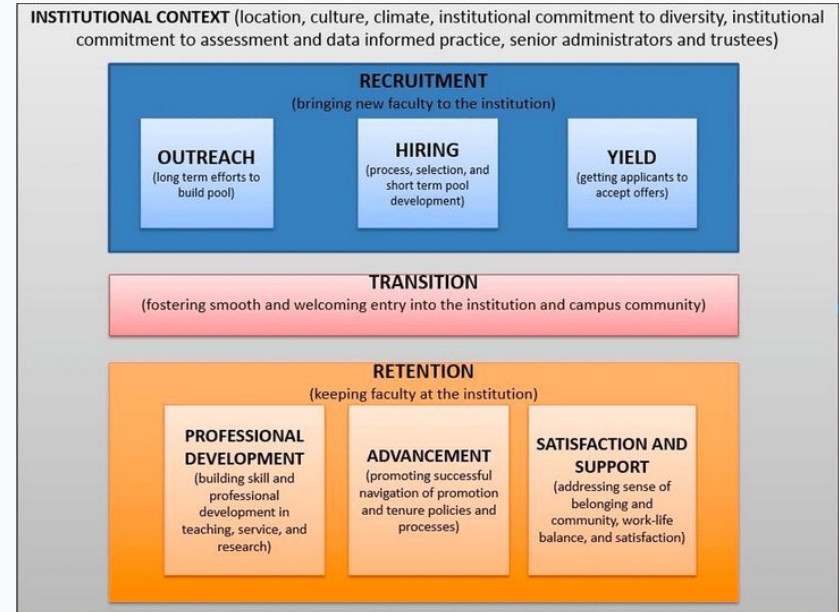 INSTITUTIONAL CONTEXT (location, culture, climate, institutional commitment to diversity, institutional
commitment to assessment and data informed practice, senior administrators and trustees)
RECRUITMENT
(bringing new faculty to the institution)
OUTREACH
(long term efforts to
build pool)
HIRING
(process, selection, and
short term pool
development)
YIELD
(getting applicants to
accept offers)
TRANSITION
(fostering smooth and welcoming entry into the institution and campus community)
RETENTION
(keeping faculty at the institution)
PROFESSIONAL
DEVELOPMENT
(building skill and
professional
development in
teaching, service, and
research)
ADVANCEMENT
(promoting successful
navigation of promotion
and tenure policies and
processes)
SATISFACTION AND
SUPPORT
(addressing sense of
belonging and
community, work-life
balance, and satisfaction)